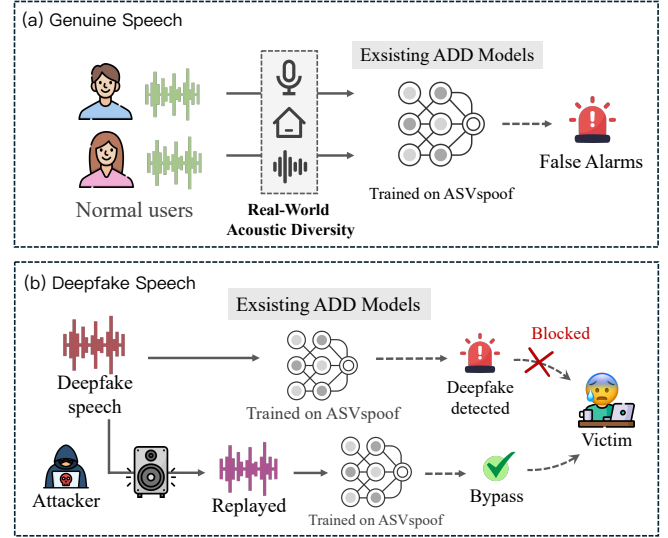 (a) Genuine Speech
Exsisting ADD Models
Normal users
Real-World
Acoustic Diversity
Trained on ASVspoof
False Alarms
(b) Deepfake Speech
Exsisting ADD Models
Deepfake
speech
Trained on ASVspoof
Deepfake
detected
Blocked
Victim
Attacker
Replayed
Trained on ASVspoof
Bypass